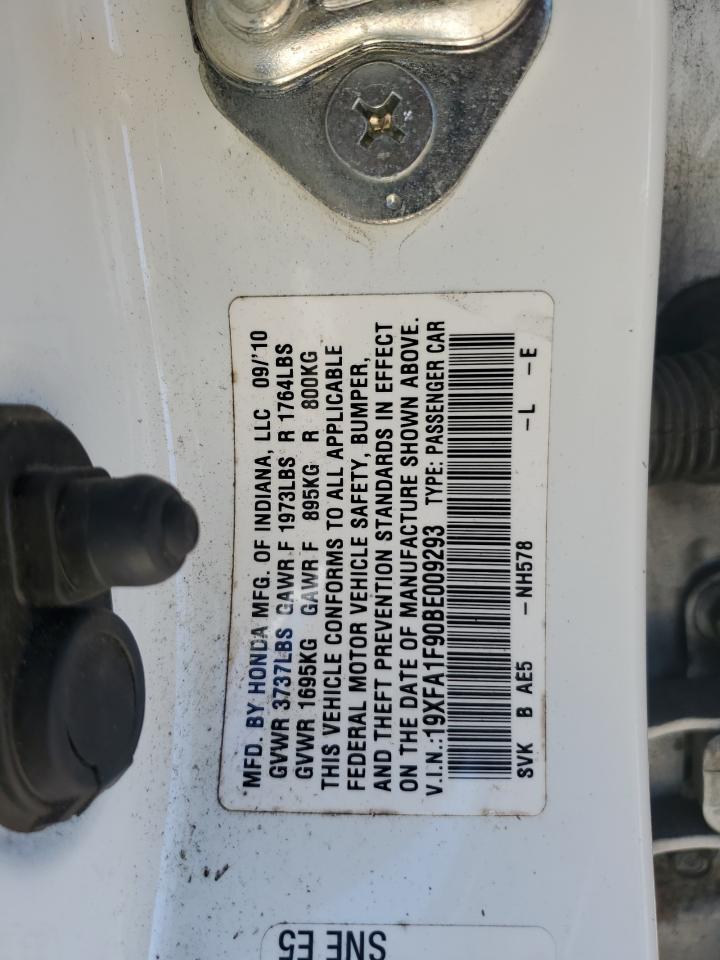 MFD. BY HONDA MFG. OF INDIANA, LLC 09/'10
GVWR 3737LBS GAWR F 1973LBS R 1764LBS
GVWR 1695KG GAWR F 895KG R 800KG
THIS VEHICLE CONFORMS TO ALL APPLICABLE
FEDERAL MOTOR VEHICLE SAFETY, BUMPER,
AND THEFT PREVENTION STANDARDS IN EFFECT
ON THE DATE OF MANUFACTURE SHOWN ABOVE.
V.I.N.:19XFA1F90BE009293 TYPE: PASSENGER CAR
SVK B AE5 -NH578 -L -E
SNE E5